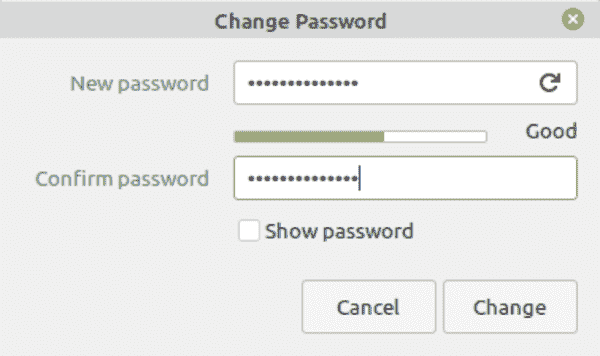 Change Password
New password ••••••••••••••
Good
Confirm password ••••••••••••••
Show password
Cancel Change